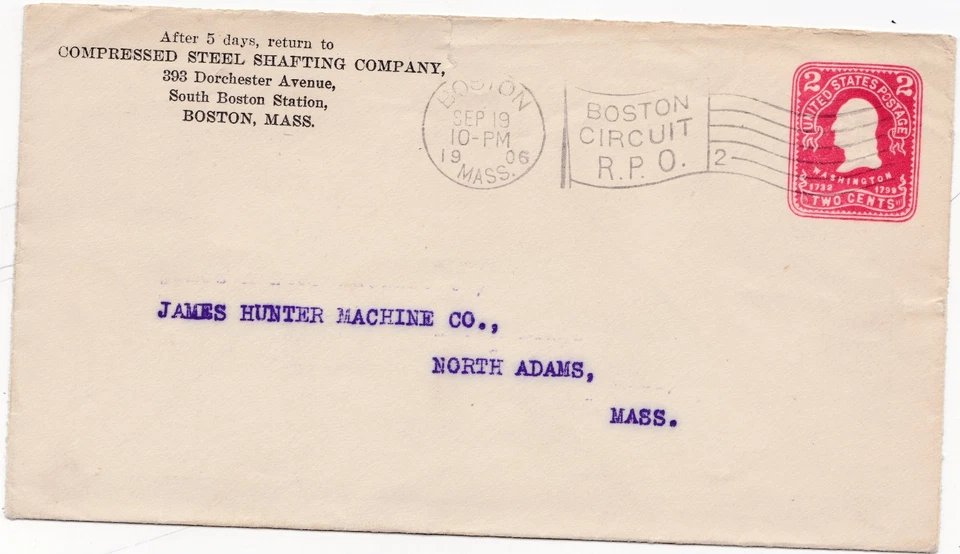 After 5 days, return to
COMPRESSED STEEL SHAFTING COMPANY,
393 Dorchester Avenue,
South Boston Station,
BOSTON, MASS.
BOSTON
SEP 19
10-PM
19 06
MASS.
BOSTON
CIRCUIT
R.P.O.
2
2 2
UNITED STATES POSTAGE
WASHINGTON
1732 1799
TWO CENTS
JAMES HUNTER MACHINE CO.,
NORTH ADAMS,
MASS.